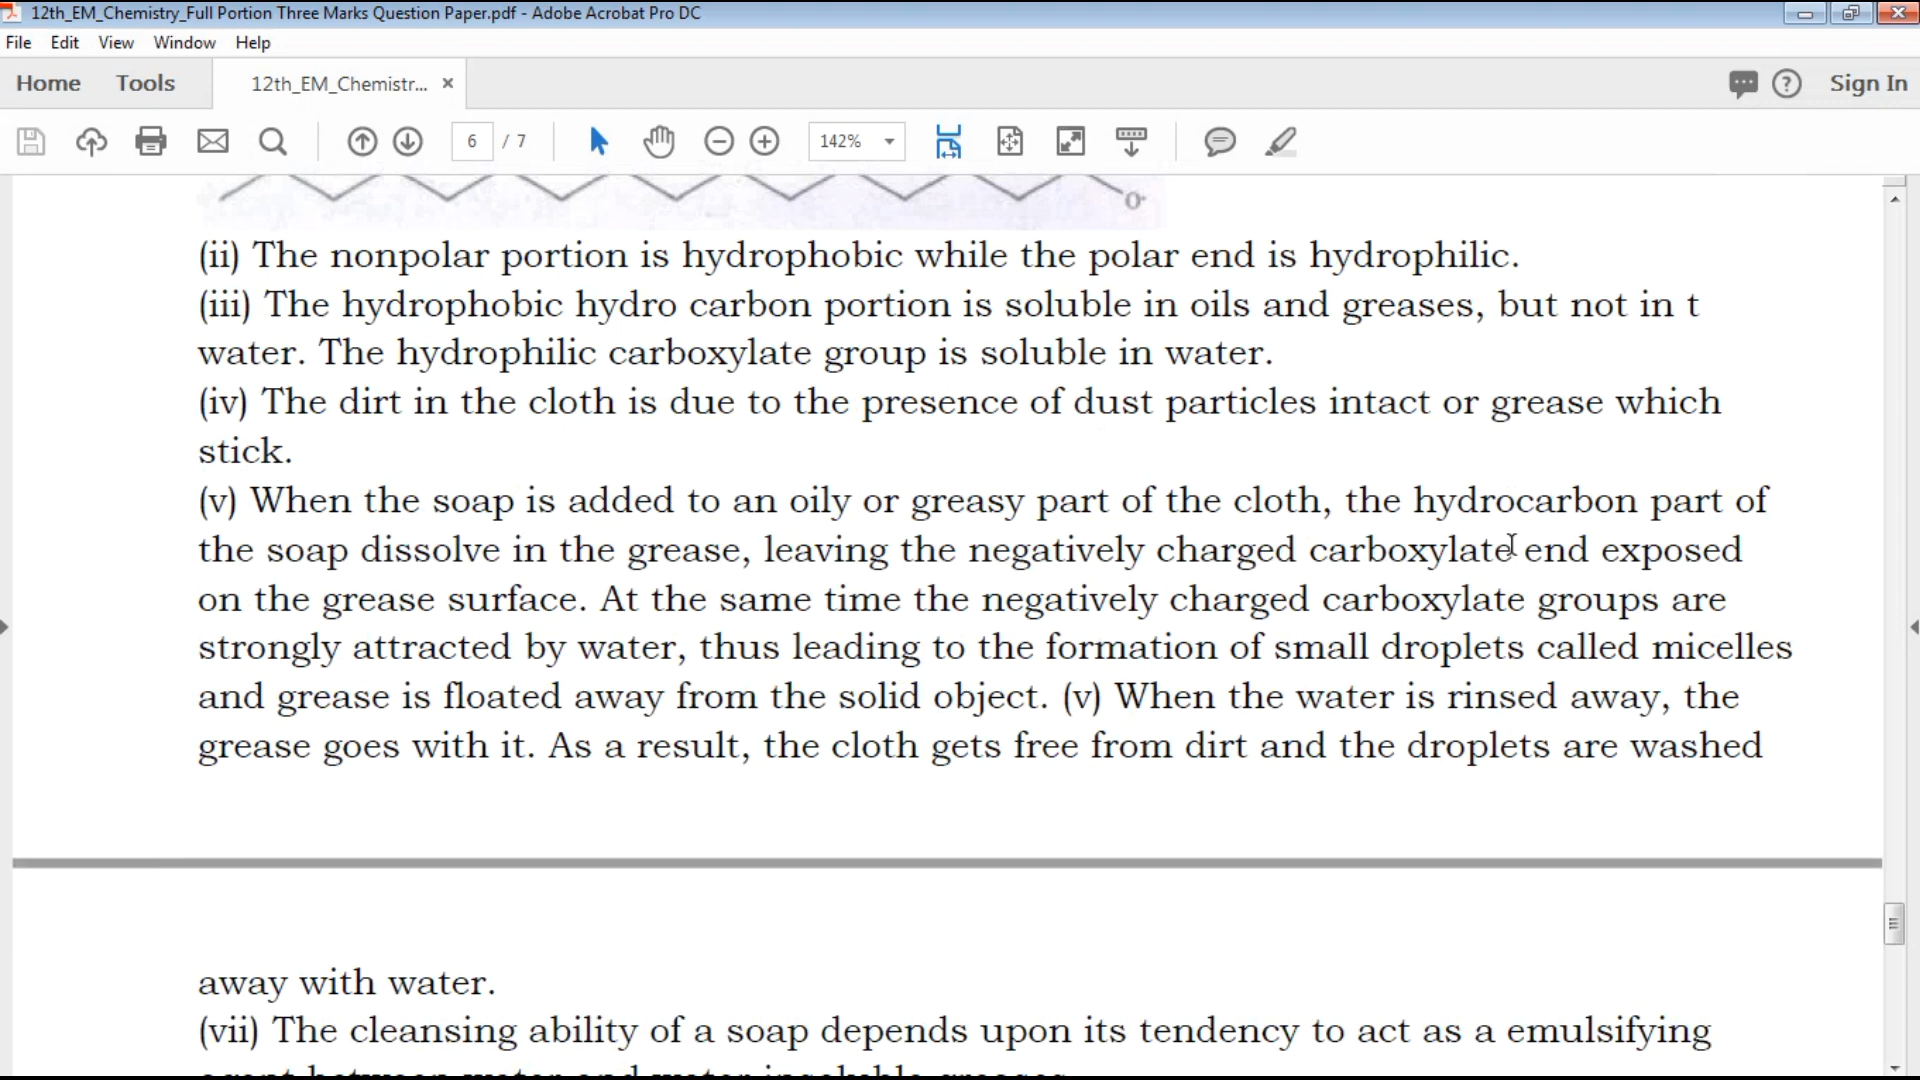 12th_EM_Chemistry_Full Portion Three Marks Question Paper.pdf - Adobe Acrobat Pro DC
File Edit View Window Help
Home Tools 12th_EM_Chemistr... × Sign In
6 / 7 142%
O-
(ii) The nonpolar portion is hydrophobic while the polar end is hydrophilic.
(iii) The hydrophobic hydro carbon portion is soluble in oils and greases, but not in t
water. The hydrophilic carboxylate group is soluble in water.
(iv) The dirt in the cloth is due to the presence of dust particles intact or grease which
stick.
(v) When the soap is added to an oily or greasy part of the cloth, the hydrocarbon part of
the soap dissolve in the grease, leaving the negatively charged carboxylate end exposed
on the grease surface. At the same time the negatively charged carboxylate groups are
strongly attracted by water, thus leading to the formation of small droplets called micelles
and grease is floated away from the solid object. (v) When the water is rinsed away, the
grease goes with it. As a result, the cloth gets free from dirt and the droplets are washed
away with water.
(vii) The cleansing ability of a soap depends upon its tendency to act as a emulsifying
agent between water and water insoluble greases.